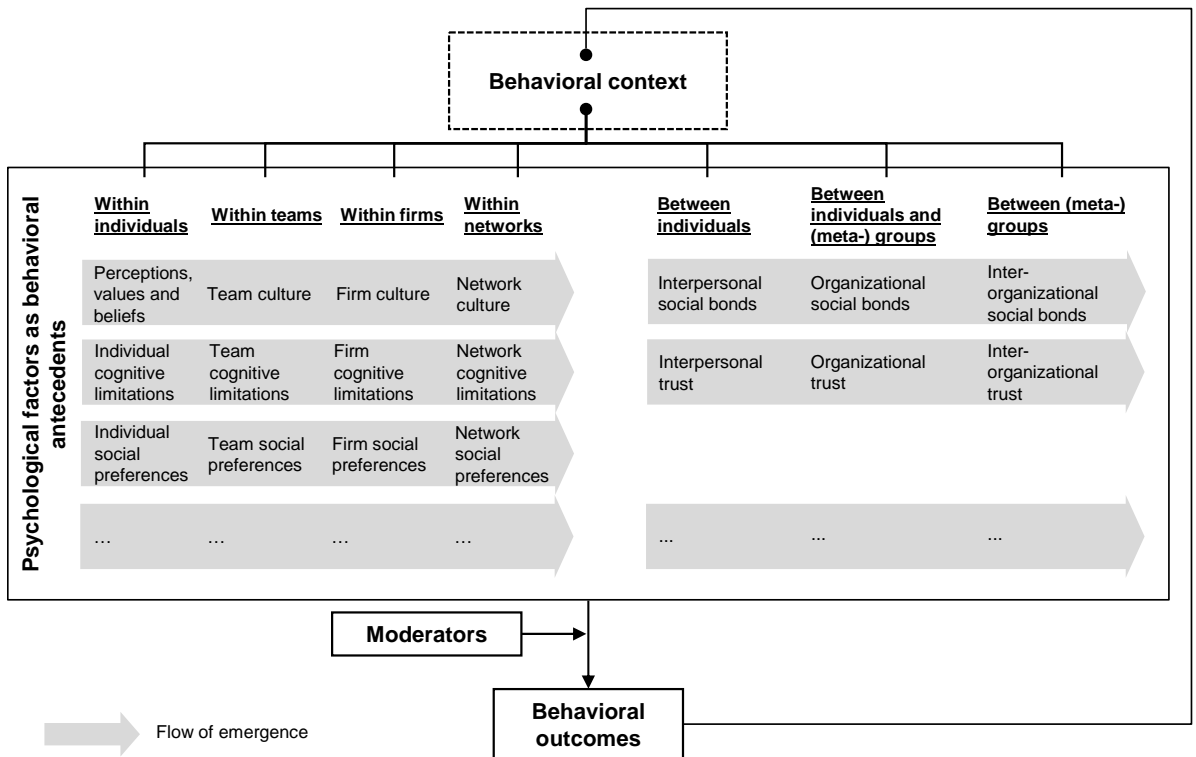 Behavioral context
Psychological factors as behavioral
antecedents
Within
individuals
Within teams
Within firms
Within
networks
Between
individuals
Between
individuals and
(meta-) groups
Between (meta-)
groups
Perceptions,
values and
beliefs
Team culture
Firm culture
Network
culture
Interpersonal
social bonds
Organizational
social bonds
Inter-
organizational
social bonds
Individual
cognitive
limitations
Team
cognitive
limitations
Firm
cognitive
limitations
Network
cognitive
limitations
Interpersonal
trust
Organizational
trust
Inter-
organizational
trust
Individual
social
preferences
Team social
preferences
Firm social
preferences
Network
social
preferences
…
…
…
…
...
...
...
Moderators
Behavioral
outcomes
Flow of emergence